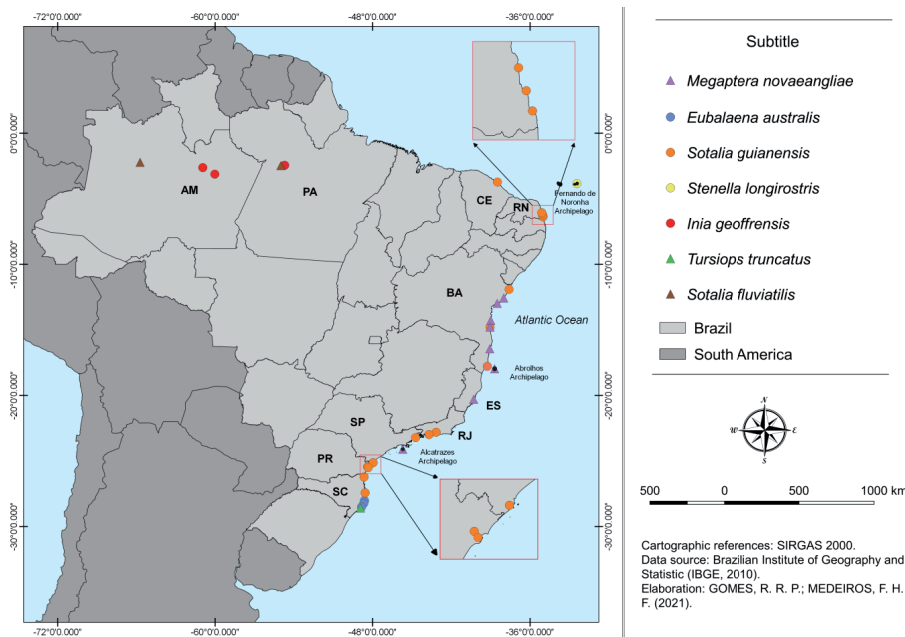 -72°0'0.000"
-60°0'0.000"
-48°0'0.000"
-36°0'0.000"
0°0'0.000"
0°0'0.000"
AM
PA
CE
RN
Fernando de
Noronha
Archipelago
-10°0'0.000"
-10°0'0.000"
BA
Atlantic Ocean
Abrolhos
Archipelago
-20°0'0.000"
-20°0'0.000"
ES
SP
RJ
Alcatrazes
Archipelago
PR
SC
-30°0'0.000"
-30°0'0.000"
-72°0'0.000"
-60°0'0.000"
-48°0'0.000"
-36°0'0.000"
Subtitle
Megaptera novaeangliae
Eubalaena australis
Sotalia guianensis
Stenella longirostris
Inia geoffrensis
Tursiops truncatus
Sotalia fluviatilis
Brazil
South America
N
W
E
S
500
0
500
1000 km
Cartographic references: SIRGAS 2000.
Data source: Brazilian Institute of Geography and
Statistic (IBGE, 2010).
Elaboration: GOMES, R. R. P.; MEDEIROS, F. H.
F. (2021).